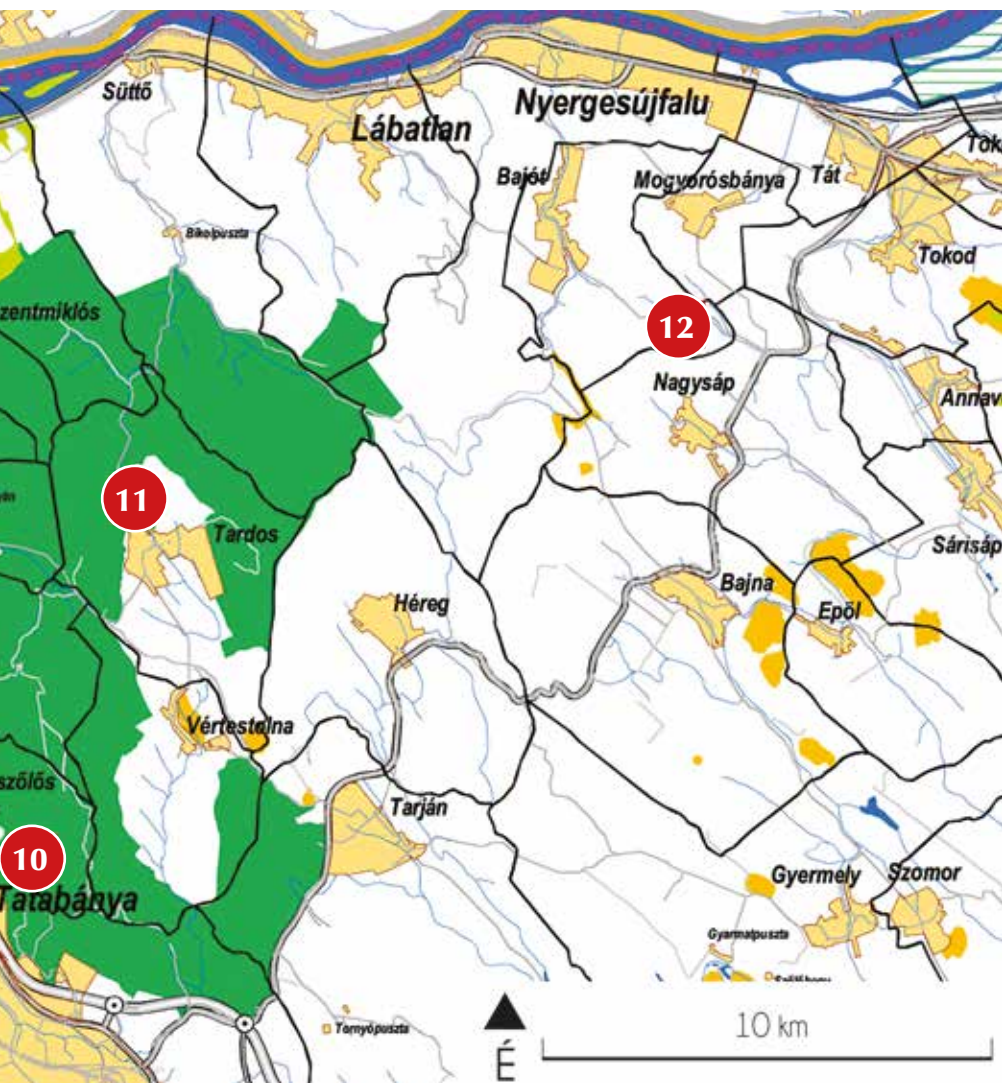 Süttő
Lábatlan
Nyergesújfalu
Bajót
Mogyorósbánya
Tát
Tokod
Bikolpuszta
zentmiklós
12
Nagysáp
Annav
11
Tardos
Sárisáp
Héreg
Bajna
Epöl
Vértestolna
szőlős
Tarján
10
Tatabánya
Gyermely
Szomor
Gyarmatpuszta
Tornyópuszta
É
10 km